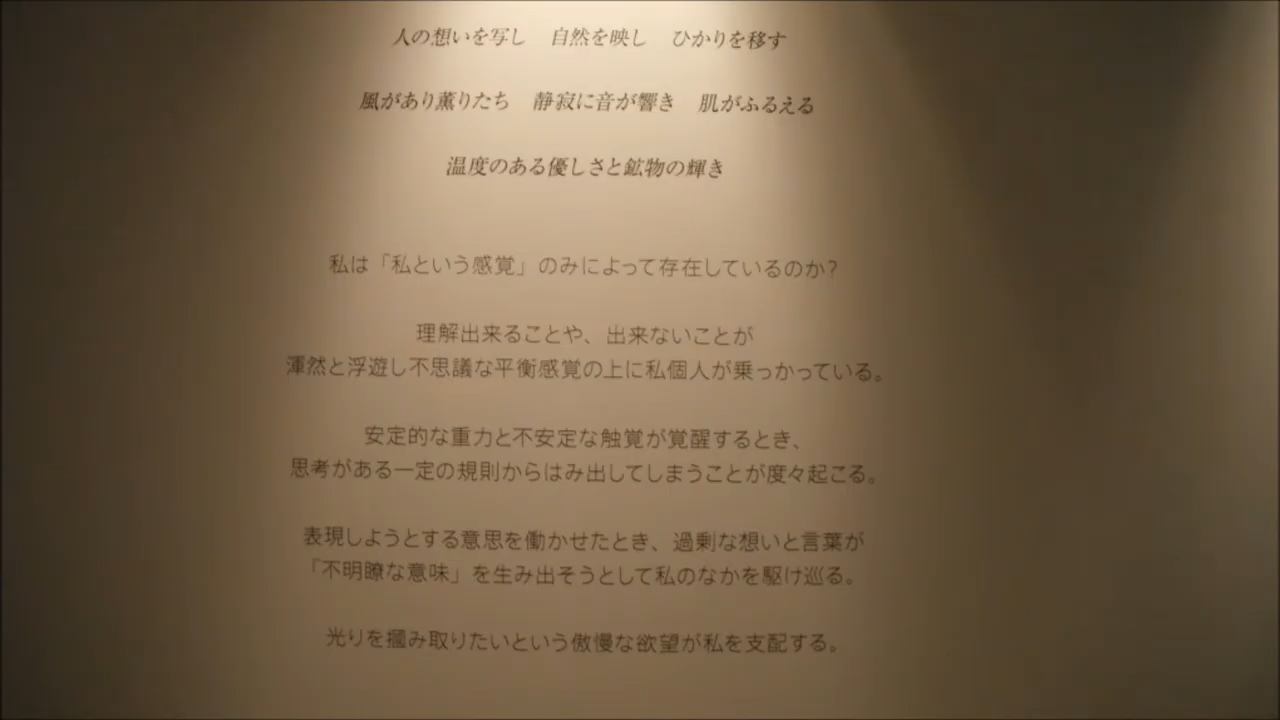 人の想いを写し　自然を映し　ひかりを移す
風があり薫りたち　静寂に音が響き　肌がふるえる
温度のある優しさと鉱物の輝き
私は「私という感覚」のみによって存在しているのか?
理解出来ることや、出来ないことが
渾然と浮遊し不思議な平衡感覚の上に私個人が乗っかっている。
安定的な重力と不安定な触覚が覚醒するとき、
思考がある一定の規則からはみ出してしまうことが度々起こる。
表現しようとする意思を働かせたとき、過剰な想いと言葉が
「不明瞭な意味」を生み出そうとして私のなかを駆け巡る。
光りを掴み取りたいという傲慢な欲望が私を支配する。